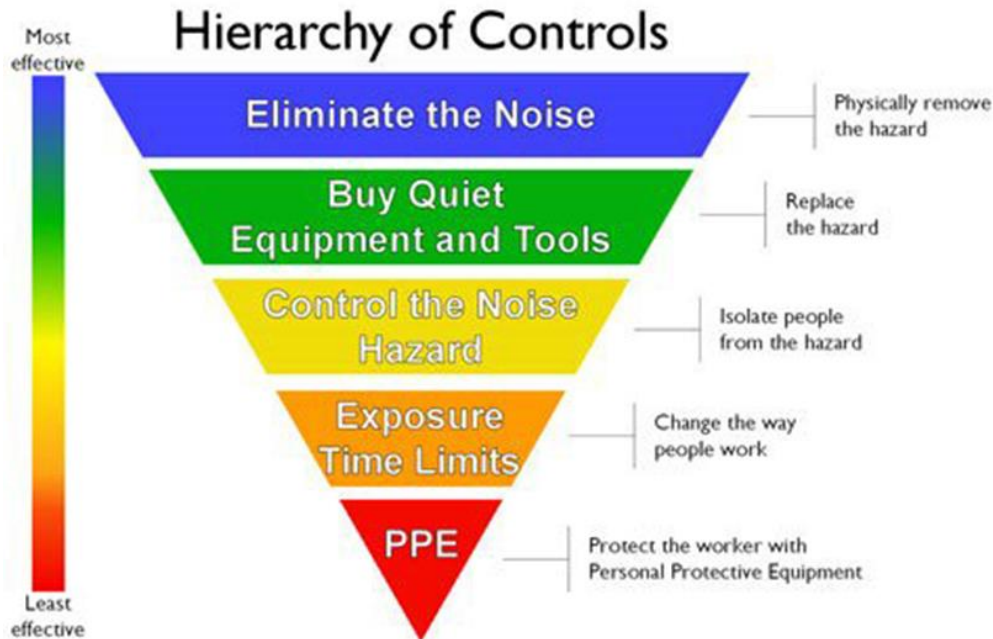 Hierarchy of Controls
Most
effective
Eliminate the Noise
Physically remove
the hazard
Buy Quiet
Equipment and Tools
Replace
the hazard
Control the Noise
Hazard
Isolate people
from the hazard
Exposure
Time Limits
Change the way
people work
PPE
Protect the worker with
Personal Protective Equipment
Least
effective